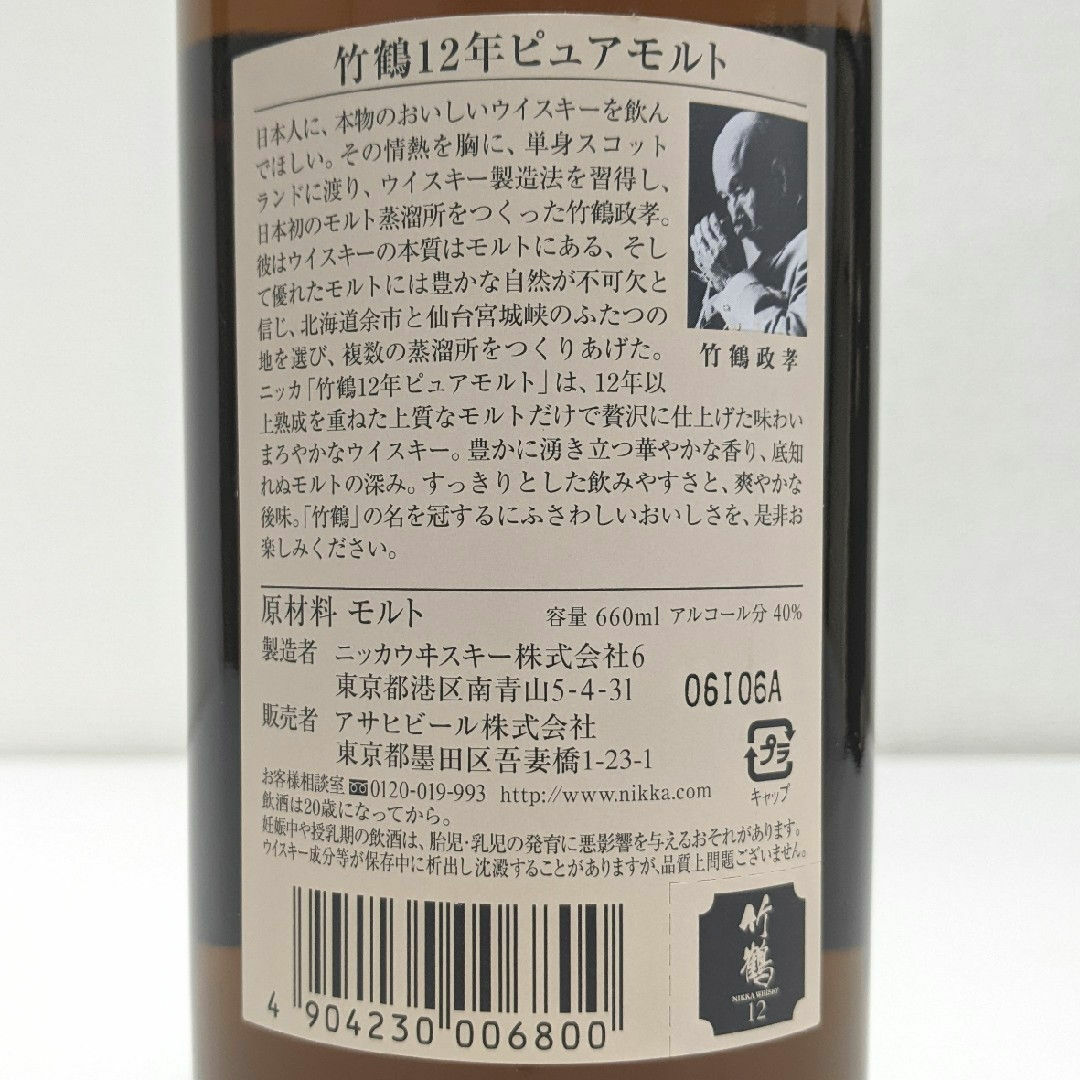 竹鶴12年ピュアモルト
日本人に、本物のおいしいウイスキーを飲ん
でほしい。その情熱を胸に、単身スコット
ランドに渡り、ウイスキー製造法を習得し、
日本初のモルト蒸溜所をつくった竹鶴政孝。
彼はウイスキーの本質はモルトにある、そし
て優れたモルトには豊かな自然が不可欠と
信じ、北海道余市と仙台宮城峡のふたつの
地を選び、複数の蒸溜所をつくりあげた。
竹鶴政孝
ニッカ「竹鶴12年ピュアモルト」は、12年以
上熟成を重ねた上質なモルトだけで贅沢に仕上げた味わい
まろやかなウイスキー。豊かに湧き立つ華やかな香り、底知
れぬモルトの深み。すっきりとした飲みやすさと、爽やかな
後味。「竹鶴」の名を冠するにふさわしいおいしさを、是非お
楽しみください。
原材料 モルト 容量 660ml アルコール分 40%
製造者 ニッカウヰスキー株式会社6
東京都港区南青山5-4-31
06I06A
販売者 アサヒビール株式会社
東京都墨田区吾妻橋1-23-1
プラ
キャップ
お客様相談室 0120-019-993 http://www.nikka.com
飲酒は20歳になってから。
妊娠中や授乳期の飲酒は、胎児・乳児の発育に悪影響を与えるおそれがあります。
ウイスキー成分等が保存中に析出し沈澱することがありますが、品質上問題ございません。
4 904230 006800
竹鶴
NIKKA WHISKY
12